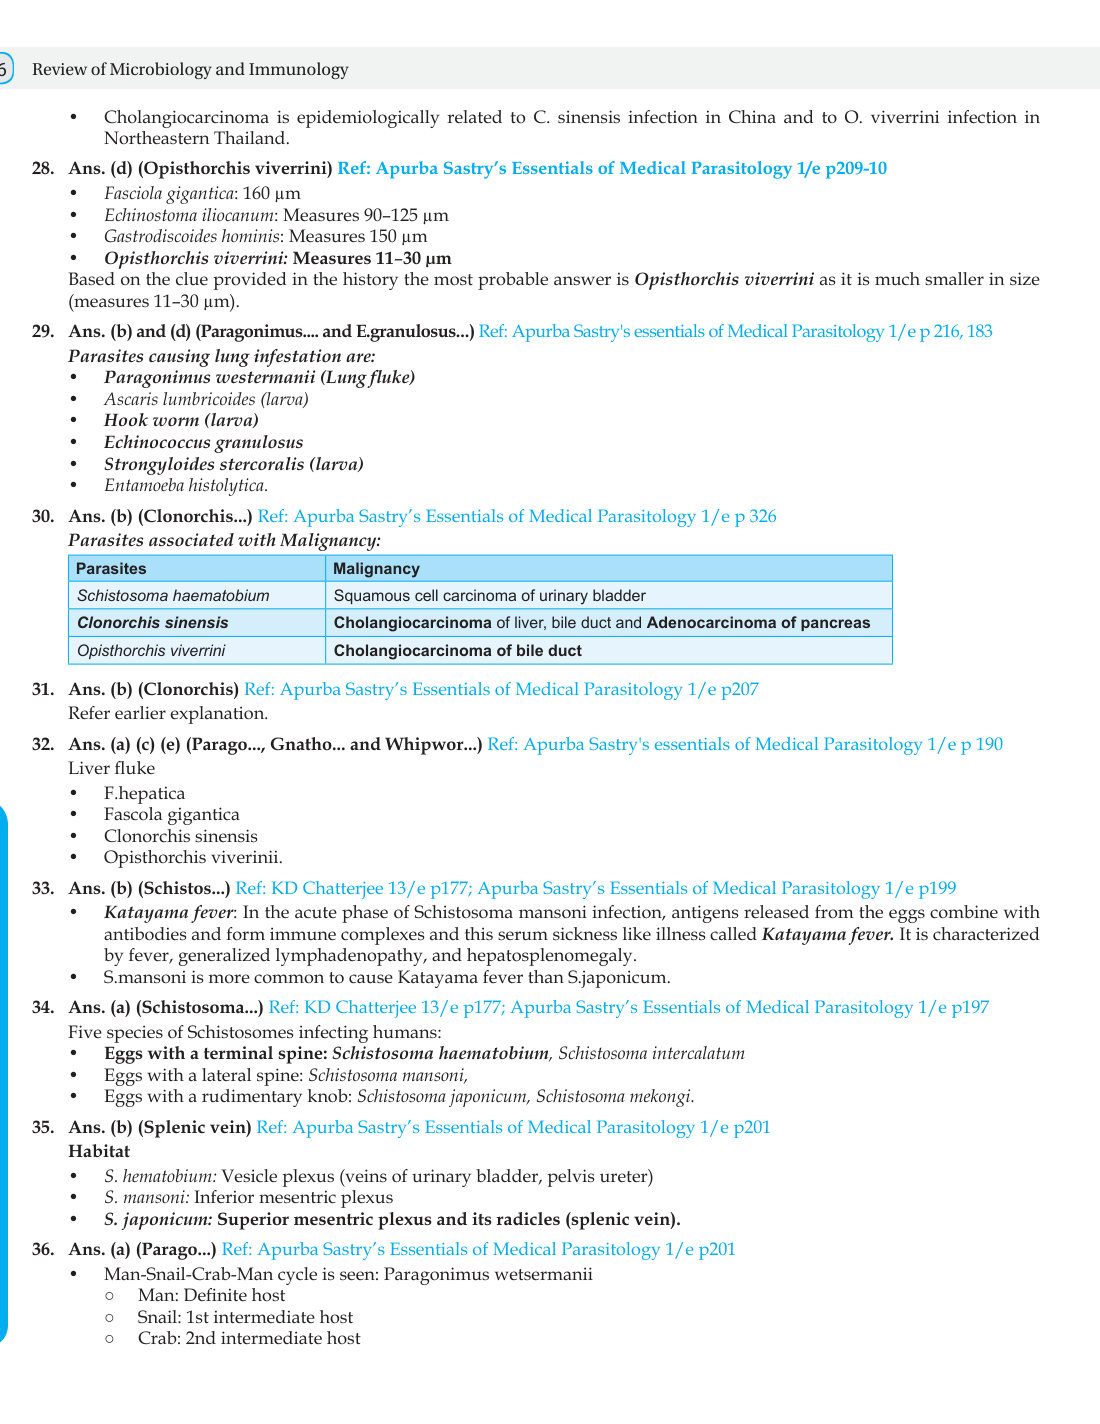 6 Review of Microbiology and Immunology
• Cholangiocarcinoma is epidemiologically related to C. sinensis infection in China and to O. viverrini infection in
Northeastern Thailand.
28. Ans. (d) (Opisthorchis viverrini) Ref: Apurba Sastry’s Essentials of Medical Parasitology 1/e p209-10
• Fasciola gigantica: 160 µm
• Echinostoma iliocanum: Measures 90–125 µm
• Gastrodiscoides hominis: Measures 150 µm
• Opisthorchis viverrini: Measures 11–30 µm
Based on the clue provided in the history the most probable answer is Opisthorchis viverrini as it is much smaller in size
(measures 11–30 µm).
29. Ans. (b) and (d) (Paragonimus.... and E.granulosus...) Ref: Apurba Sastry's essentials of Medical Parasitology 1/e p 216, 183
Parasites causing lung infestation are:
• Paragonimus westermanii (Lung fluke)
• Ascaris lumbricoides (larva)
• Hook worm (larva)
• Echinococcus granulosus
• Strongyloides stercoralis (larva)
• Entamoeba histolytica.
30. Ans. (b) (Clonorchis...) Ref: Apurba Sastry’s Essentials of Medical Parasitology 1/e p 326
Parasites associated with Malignancy:
Parasites Malignancy
Schistosoma haematobium Squamous cell carcinoma of urinary bladder
Clonorchis sinensis Cholangiocarcinoma of liver, bile duct and Adenocarcinoma of pancreas
Opisthorchis viverrini Cholangiocarcinoma of bile duct
31. Ans. (b) (Clonorchis) Ref: Apurba Sastry’s Essentials of Medical Parasitology 1/e p207
Refer earlier explanation.
32. Ans. (a) (c) (e) (Parago..., Gnatho... and Whipwor...) Ref: Apurba Sastry's essentials of Medical Parasitology 1/e p 190
Liver fluke
• F.hepatica
• Fascola gigantica
• Clonorchis sinensis
• Opisthorchis viverinii.
33. Ans. (b) (Schistos...) Ref: KD Chatterjee 13/e p177; Apurba Sastry’s Essentials of Medical Parasitology 1/e p199
• Katayama fever: In the acute phase of Schistosoma mansoni infection, antigens released from the eggs combine with
antibodies and form immune complexes and this serum sickness like illness called Katayama fever. It is characterized
by fever, generalized lymphadenopathy, and hepatosplenomegaly.
• S.mansoni is more common to cause Katayama fever than S.japonicum.
34. Ans. (a) (Schistosoma...) Ref: KD Chatterjee 13/e p177; Apurba Sastry’s Essentials of Medical Parasitology 1/e p197
Five species of Schistosomes infecting humans:
• Eggs with a terminal spine: Schistosoma haematobium, Schistosoma intercalatum
• Eggs with a lateral spine: Schistosoma mansoni,
• Eggs with a rudimentary knob: Schistosoma japonicum, Schistosoma mekongi.
35. Ans. (b) (Splenic vein) Ref: Apurba Sastry’s Essentials of Medical Parasitology 1/e p201
Habitat
• S. hematobium: Vesicle plexus (veins of urinary bladder, pelvis ureter)
• S. mansoni: Inferior mesentric plexus
• S. japonicum: Superior mesentric plexus and its radicles (splenic vein).
36. Ans. (a) (Parago...) Ref: Apurba Sastry’s Essentials of Medical Parasitology 1/e p201
• Man-Snail-Crab-Man cycle is seen: Paragonimus wetsermanii
○ Man: Definite host
○ Snail: 1st intermediate host
○ Crab: 2nd intermediate host